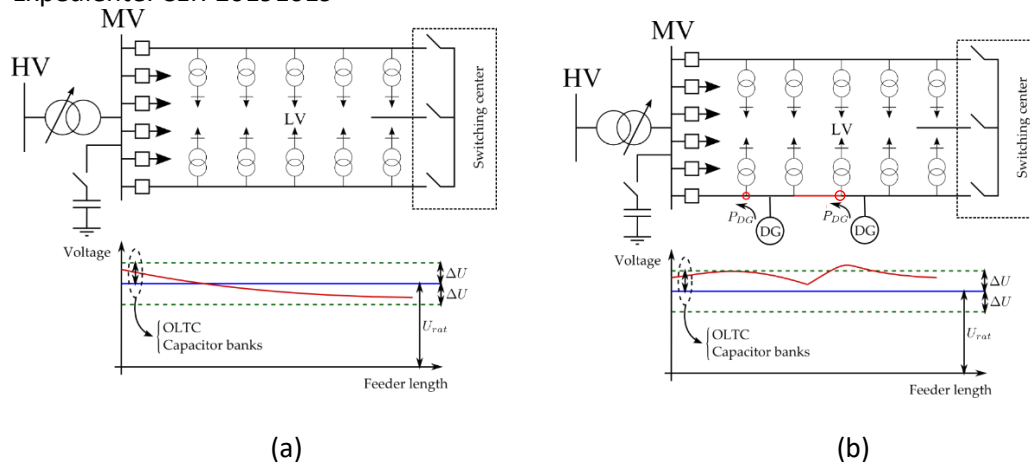 Expediente:
MV
HV
LV
Switching center
Voltage
ΔU
ΔU
OLTC
Capacitor banks
U_rat
Feeder length
(a)
MV
HV
LV
Switching center
P_DG
DG
P_DG
DG
Voltage
ΔU
ΔU
OLTC
Capacitor banks
U_rat
Feeder length
(b)